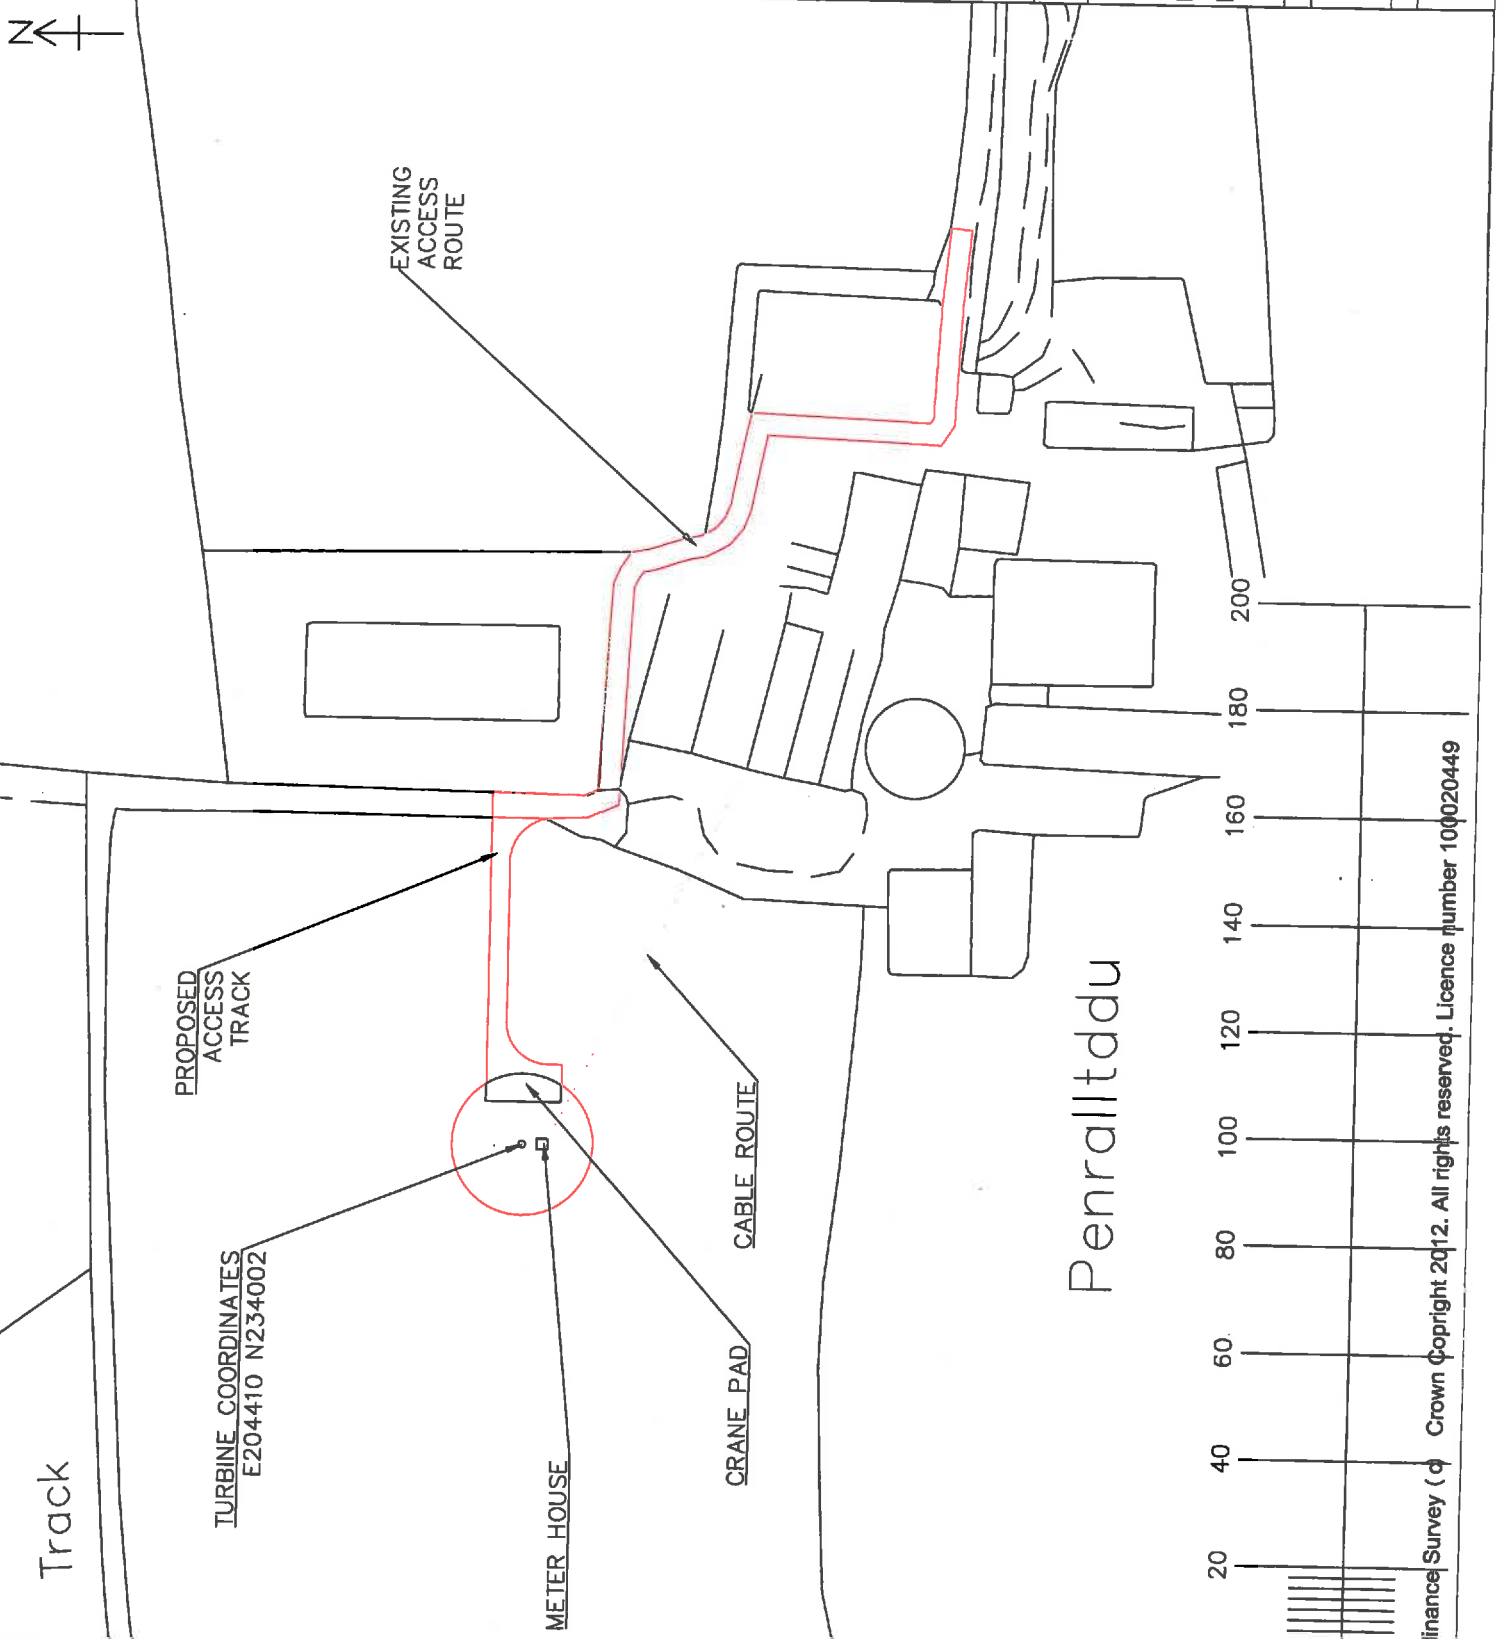 N
Track
TURBINE COORDINATES
E204410 N234002
PROPOSED
ACCESS
TRACK
EXISTING
ACCESS
ROUTE
METER HOUSE
CRANE PAD
CABLE ROUTE
Penralltddu
20
40
60
80
100
120
140
160
180
200
Survey ( Crown Copright 2012. All rights reserved. Licence number 100020449